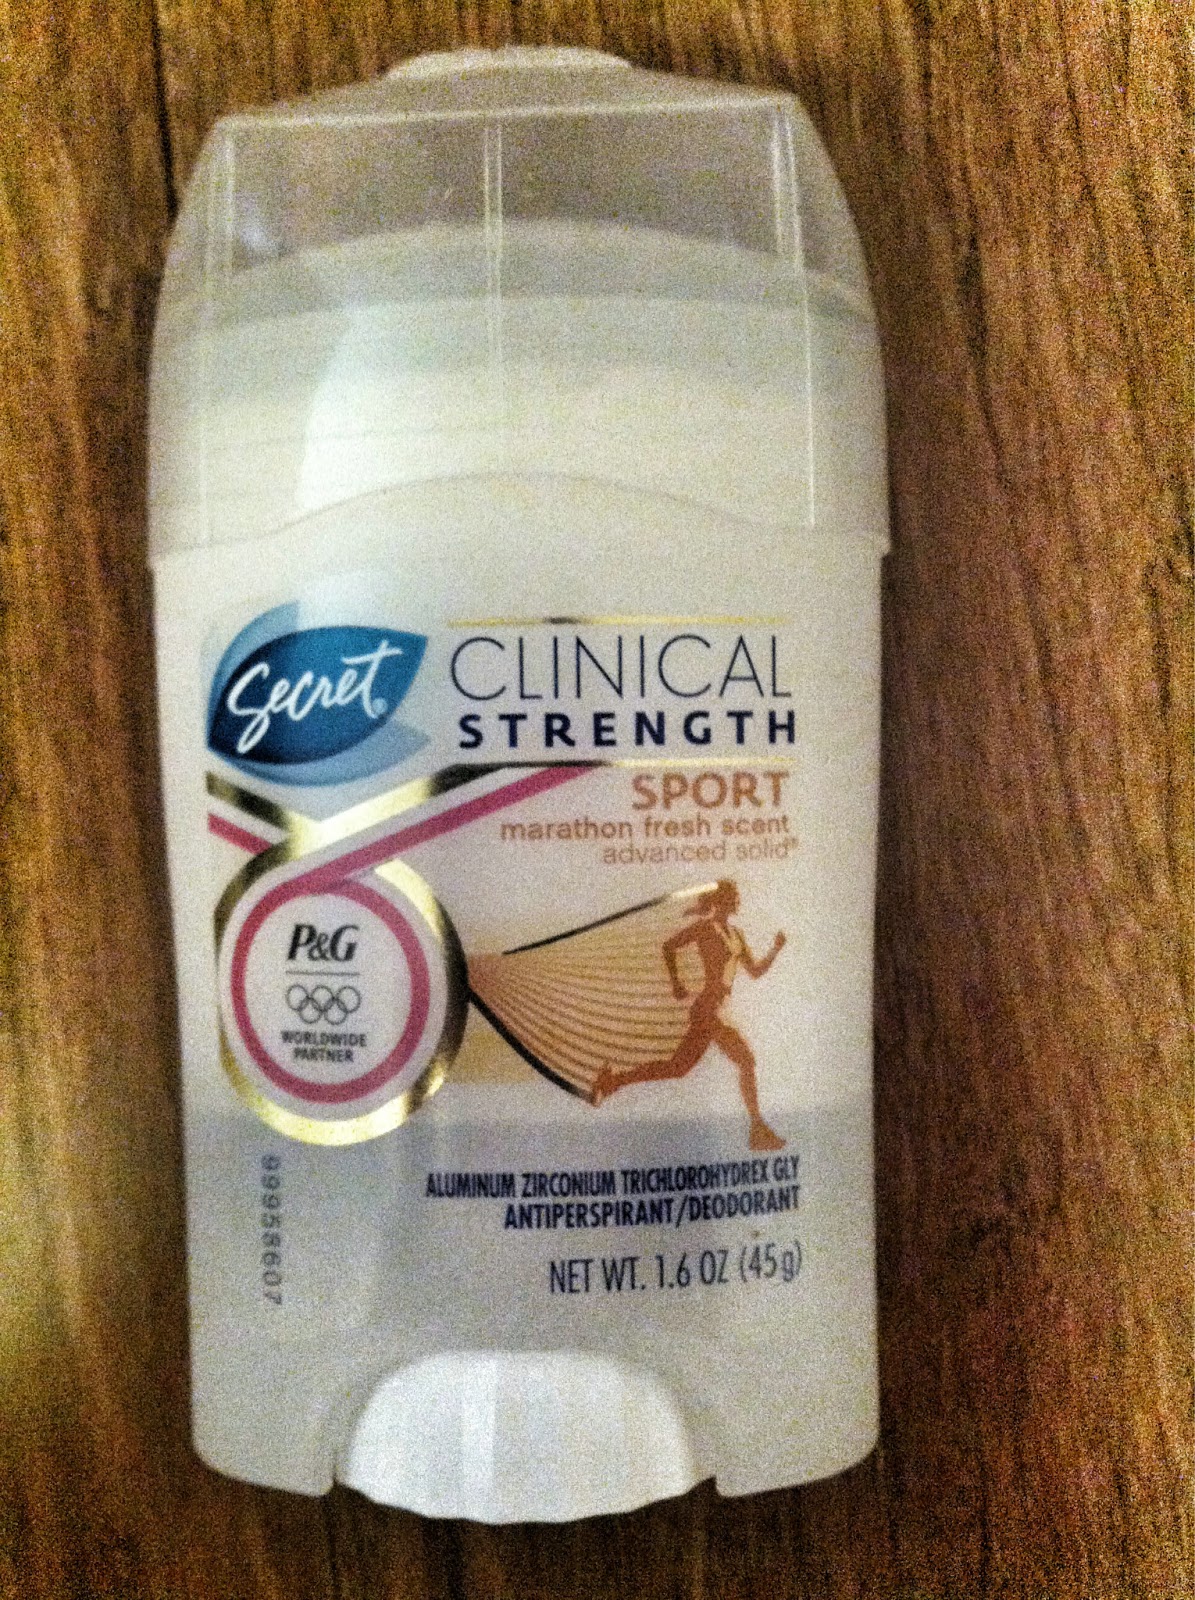 Secret®
CLINICAL
STRENGTH
SPORT
marathon fresh scent
advanced solid®
P&G
WORLDWIDE
PARTNER
ALUMINUM ZIRCONIUM TRICHLOROHYDREX GLY
ANTIPERSPIRANT/DEODORANT
NET WT. 1.6 OZ (45g)
99958607